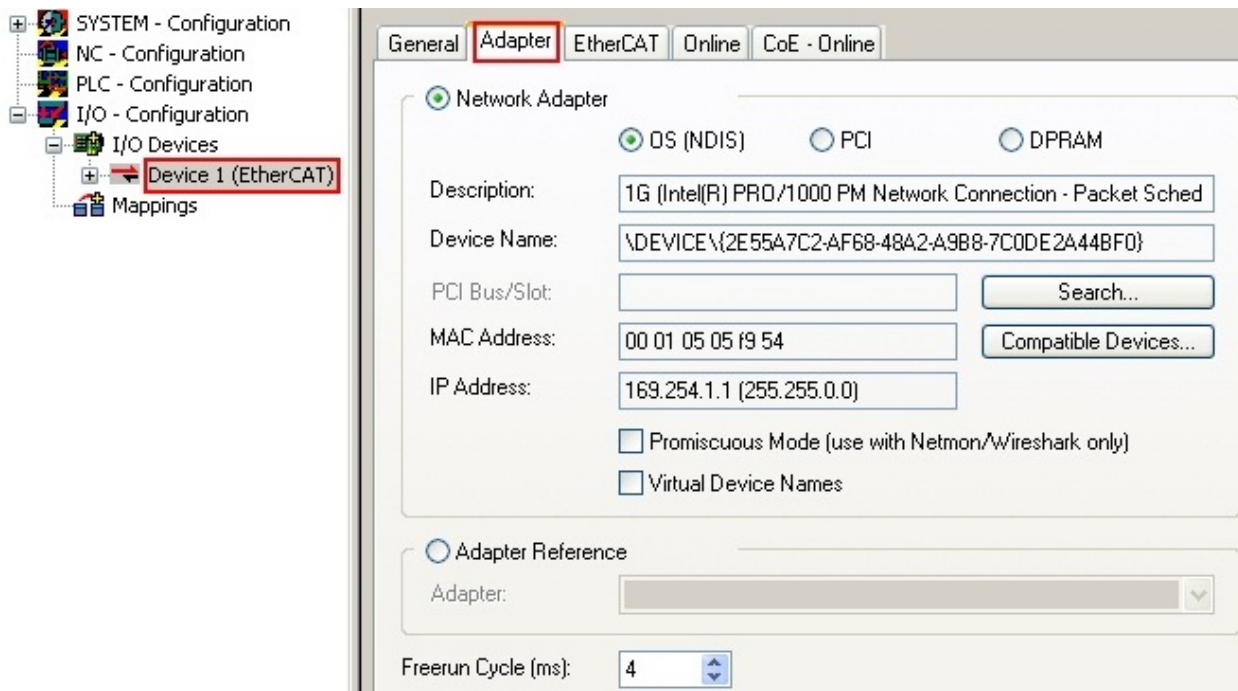 SYSTEM - Configuration
NC - Configuration
PLC - Configuration
I/O - Configuration
I/O Devices
Device 1 (EtherCAT)
Mappings
General
Adapter
EtherCAT
Online
CoE - Online
Network Adapter
OS (NDIS)
PCI
DPRAM
Description:
1G (Intel(R) PRO/1000 PM Network Connection - Packet Sched
Device Name:
\DEVICE\{2E55A7C2-AF68-48A2-A9B8-7C0DE2A44BF0}
PCI Bus/Slot:
Search...
MAC Address:
00 01 05 05 f9 54
Compatible Devices...
IP Address:
169.254.1.1 (255.255.0.0)
Promiscuous Mode (use with Netmon/Wireshark only)
Virtual Device Names
Adapter Reference
Adapter:
Freerun Cycle (ms):
4